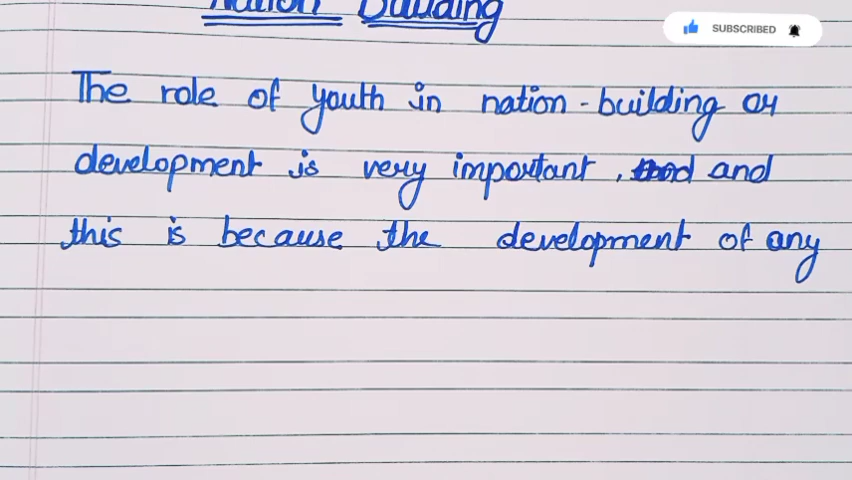 Nation Building
SUBSCRIBED
The role of youth in nation-building or
development is very important, and
this is because the development of any